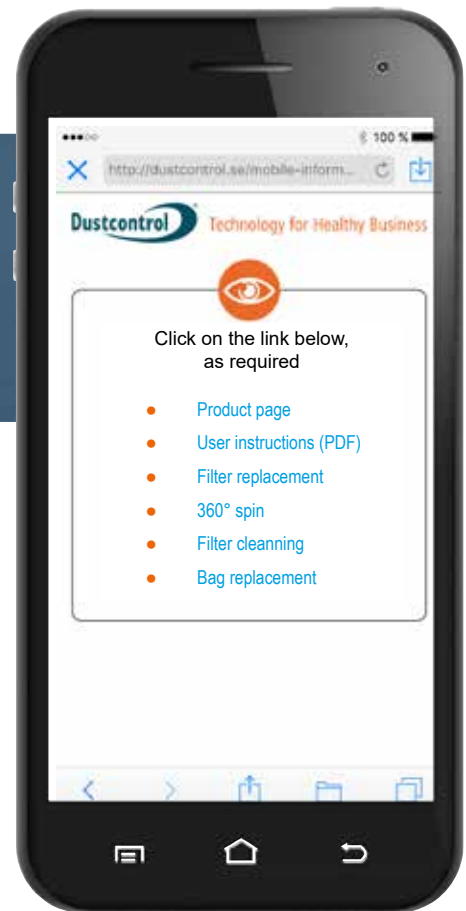 100 %
http://dustcontrol.se/mobile-inform...
Dustcontrol® Technology for Healthy Business
Click on the link below,
as required
• Product page
• User instructions (PDF)
• Filter replacement
• 360° spin
• Filter cleanning
• Bag replacement